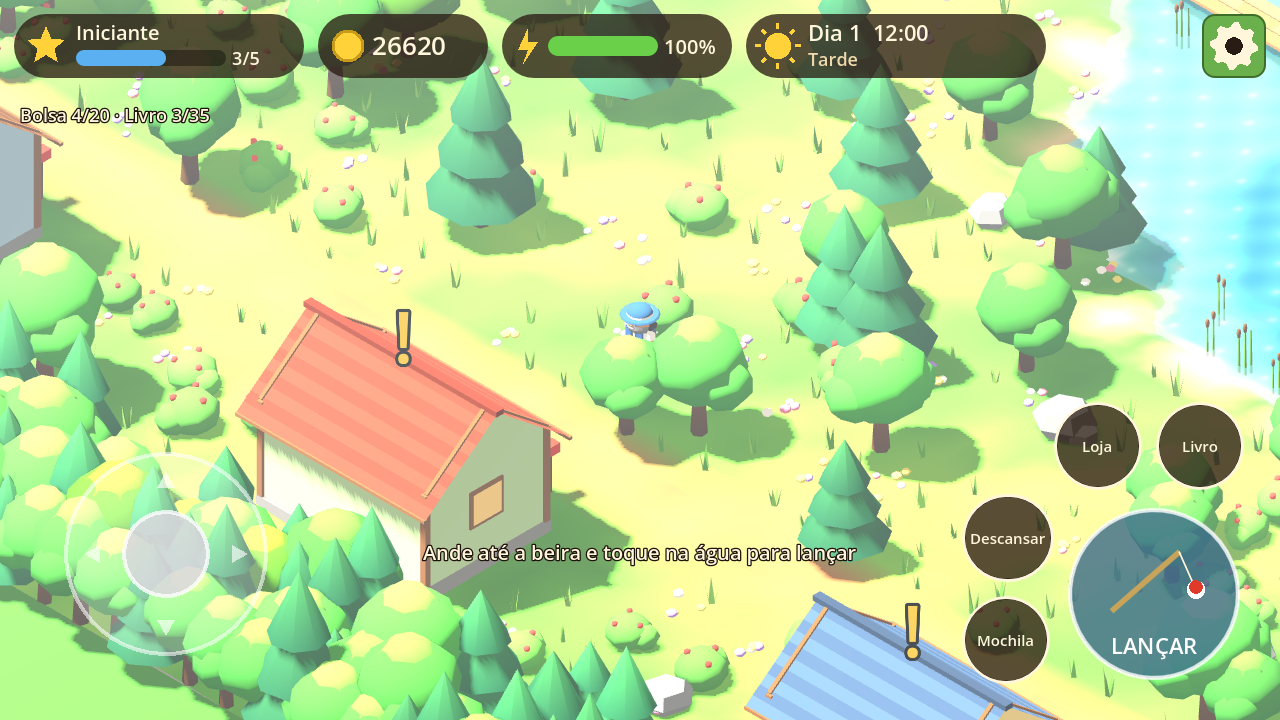 Iniciante
3/5
26620
100%
Dia 1 12:00
Tarde
Bolsa 4/20 · Livro 3/35
Loja
Livro
Descansar
Ande até a beira e toque na água para lançar
Mochila
LANÇAR